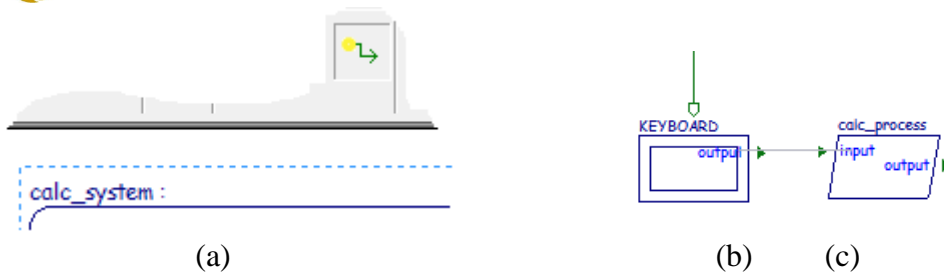 calc_system :
KEYBOARD
output
calc_process
input
output
(a)
(b)
(c)